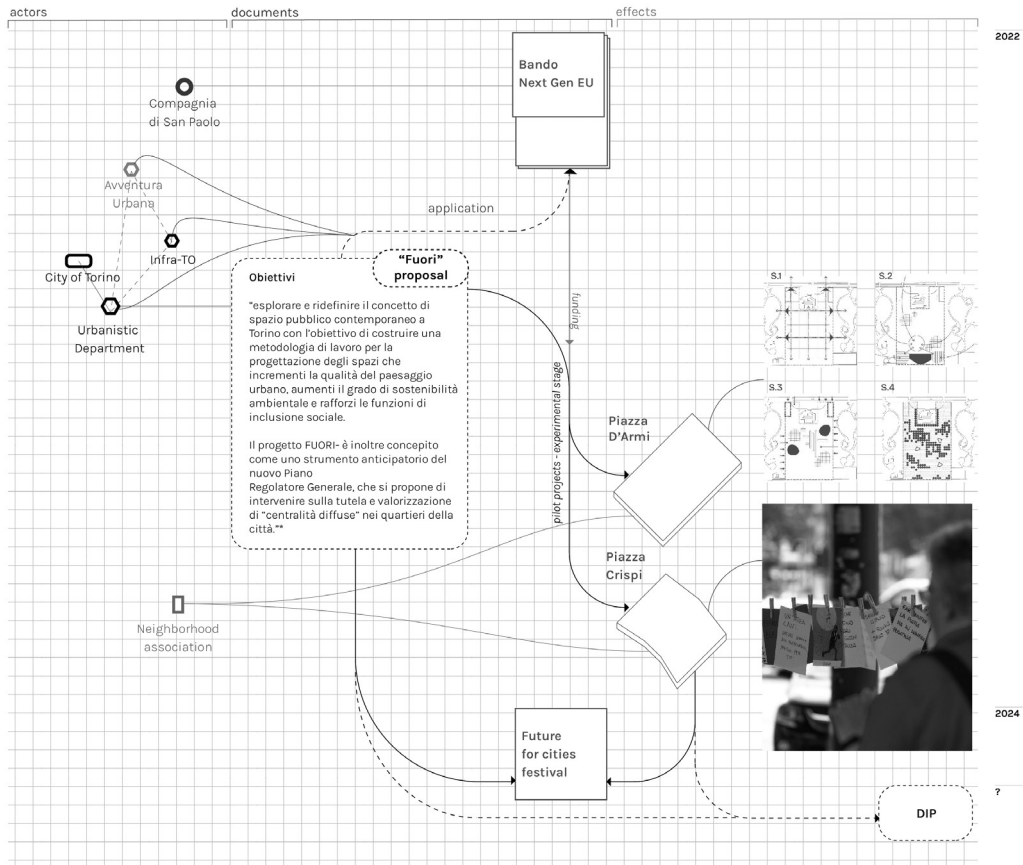 actors
documents
effects
2022
Bando
Next Gen EU
Compagnia
di San Paolo
Avventura
Urbana
application
Infra-TO
City of Torino
"Fuori"
proposal
Urbanistic
Department
Obiettivi
"esplorare e ridefinire il concetto di
spazio pubblico contemporaneo a
Torino con l'obiettivo di costruire una
metodologia di lavoro per la
progettazione degli spazi che
incrementi la qualità del paesaggio
urbano, aumenti il grado di sostenibilità
ambientale e rafforzi le funzioni di
inclusione sociale.
Il progetto FUORI- è inoltre concepito
come uno strumento anticipatorio del
nuovo Piano
Regolatore Generale, che si propone di
intervenire sulla tutela e valorizzazione
di "centralità diffuse" nei quartieri della
città."*
funding
pilot projects - experimental stage
S.1
S.2
S.3
S.4
Piazza
D'Armi
Piazza
Crispi
Neighborhood
association
2024
Future
for cities
festival
?
DIP